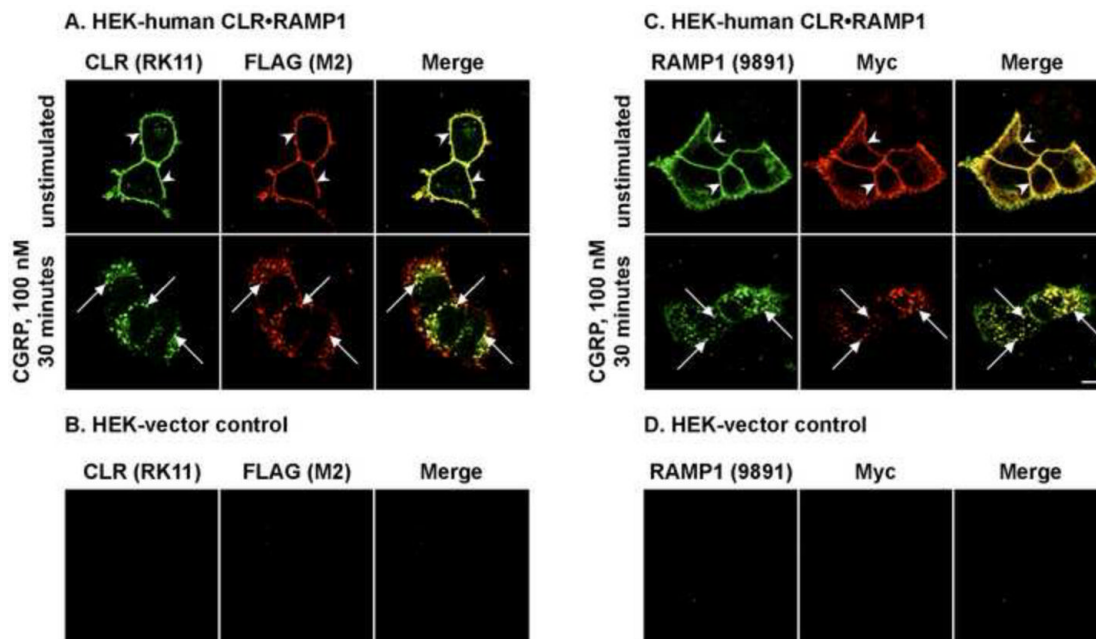 A. HEK-human CLR•RAMP1
CLR (RK11) FLAG (M2) Merge
unstimulated
CGRP, 100 nM
30 minutes
B. HEK-vector control
CLR (RK11) FLAG (M2) Merge
C. HEK-human CLR•RAMP1
RAMP1 (9891) Myc Merge
unstimulated
CGRP, 100 nM
30 minutes
D. HEK-vector control
RAMP1 (9891) Myc Merge